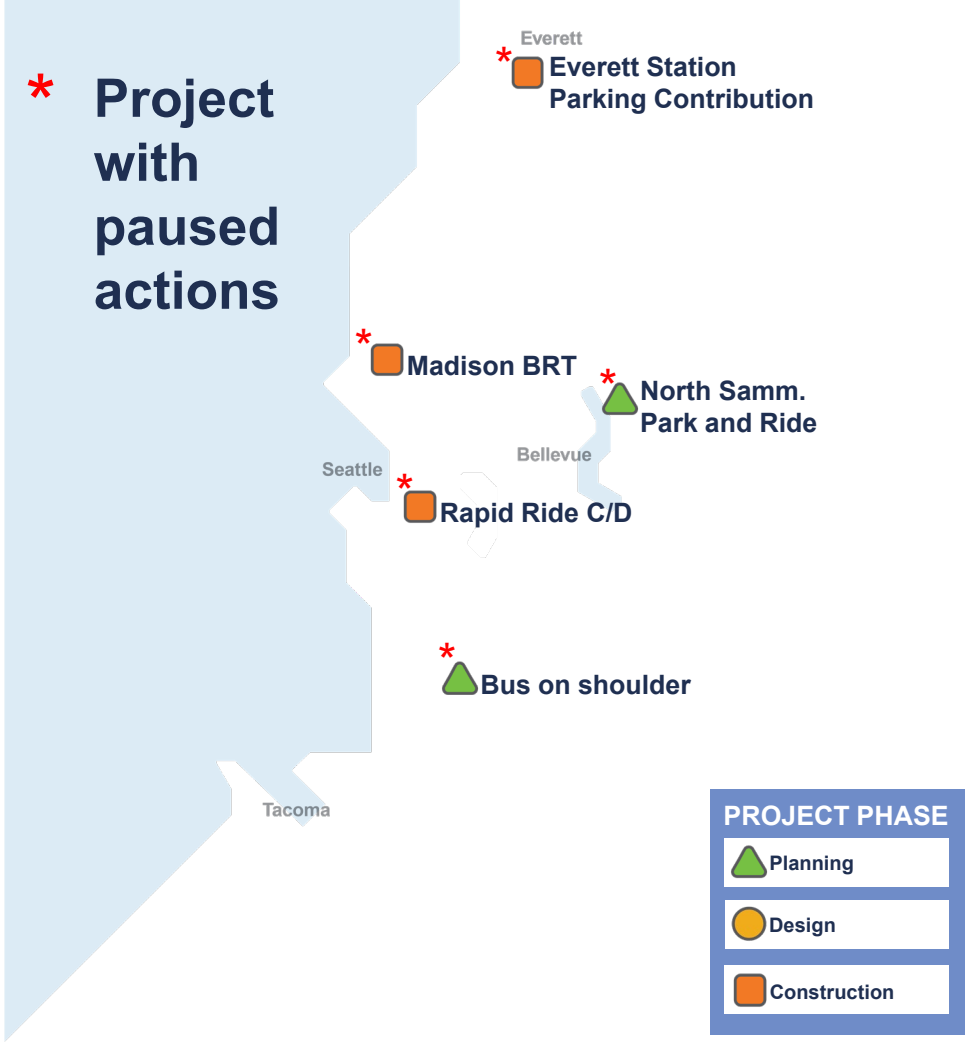 * Project
with
paused
actions
Everett
* Everett Station
Parking Contribution
* Madison BRT
* North Samm.
Park and Ride
Bellevue
Seattle
* Rapid Ride C/D
* Bus on shoulder
Tacoma
PROJECT PHASE
Planning
Design
Construction